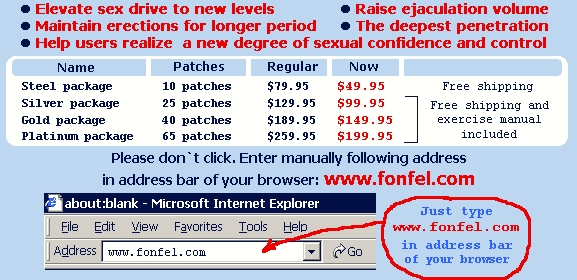 • Elevate sex drive to new levels • Raise ejaculation volume
• Maintain erections for longer period • The deepest penetration
• Help users realize a new degree of sexual confidence and control
Name Patches Regular Now
Steel package 10 patches $79.95 $49.95 Free shipping
Silver package 25 patches $129.95 $99.95 Free shipping and
Gold package 40 patches $189.95 $149.95 exercise manual
Platinum package 65 patches $259.95 $199.95 included
Please don`t click. Enter manually following address
in address bar of your browser: www.fonfel.com
about:blank - Microsoft Internet Explorer
File Edit View Favorites Tools Help
Address www.fonfel.com Go
Just type
www.fonfel.com
in address bar
of your browser